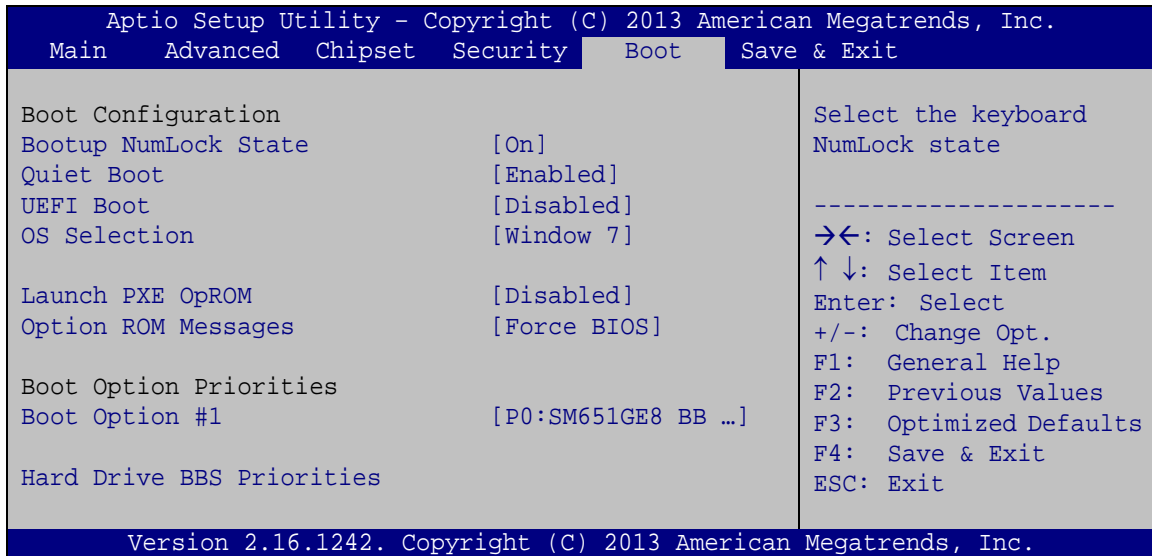 Aptio Setup Utility – Copyright (C) 2013 American Megatrends, Inc.
Main Advanced Chipset Security Boot Save & Exit
Boot Configuration
Bootup NumLock State [On]
Quiet Boot [Enabled]
UEFI Boot [Disabled]
OS Selection [Window 7]
Launch PXE OpROM [Disabled]
Option ROM Messages [Force BIOS]
Boot Option Priorities
Boot Option #1 [P0:SM651GE8 BB …]
Hard Drive BBS Priorities
Select the keyboard
NumLock state
---------------------
→←: Select Screen
↑ ↓: Select Item
Enter: Select
+/-: Change Opt.
F1: General Help
F2: Previous Values
F3: Optimized Defaults
F4: Save & Exit
ESC: Exit
Version 2.16.1242. Copyright (C) 2013 American Megatrends, Inc.